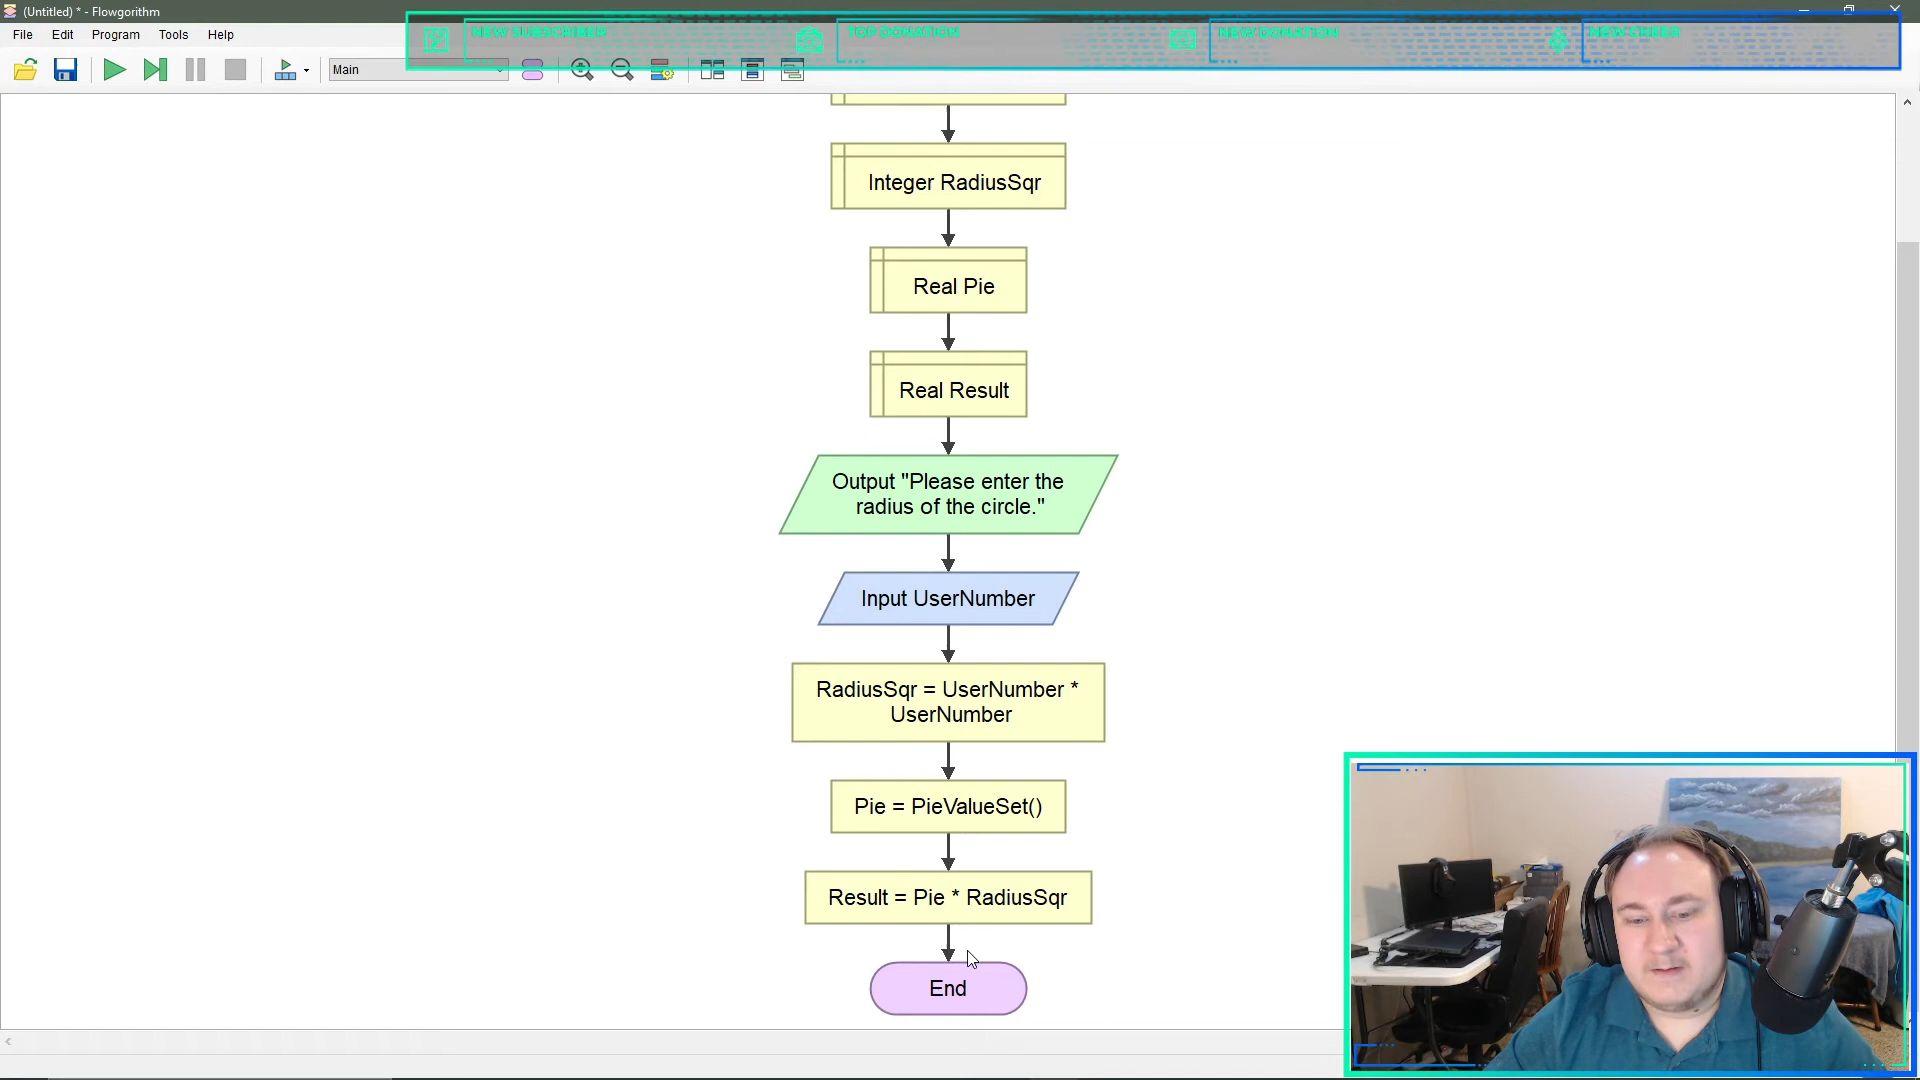 (Untitled) * - Flowgorithm
File Edit Program Tools Help
NEW SUBSCRIBER
TOP DONATION
NEW DONATION
NEW CHEER
Main
Integer RadiusSqr
Real Pie
Real Result
Output "Please enter the
radius of the circle."
Input UserNumber
RadiusSqr = UserNumber *
UserNumber
Pie = PieValueSet()
Result = Pie * RadiusSqr
End